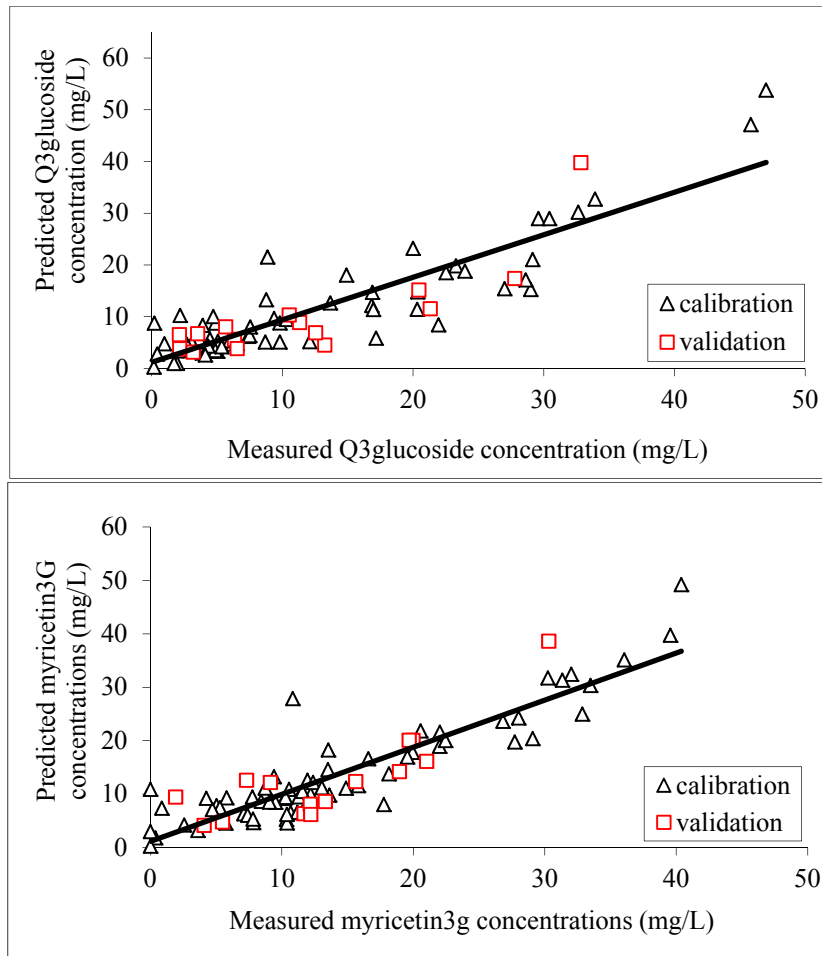 Predicted Q3glucoside
concentration (mg/L)
60
50
40
30
20
10
0
0 10 20 30 40 50
calibration
validation
Measured Q3glucoside concentration (mg/L)
Predicted myricetin3G
concentrations (mg/L)
60
50
40
30
20
10
0
0 10 20 30 40 50
calibration
validation
Measured myricetin3g concentrations (mg/L)